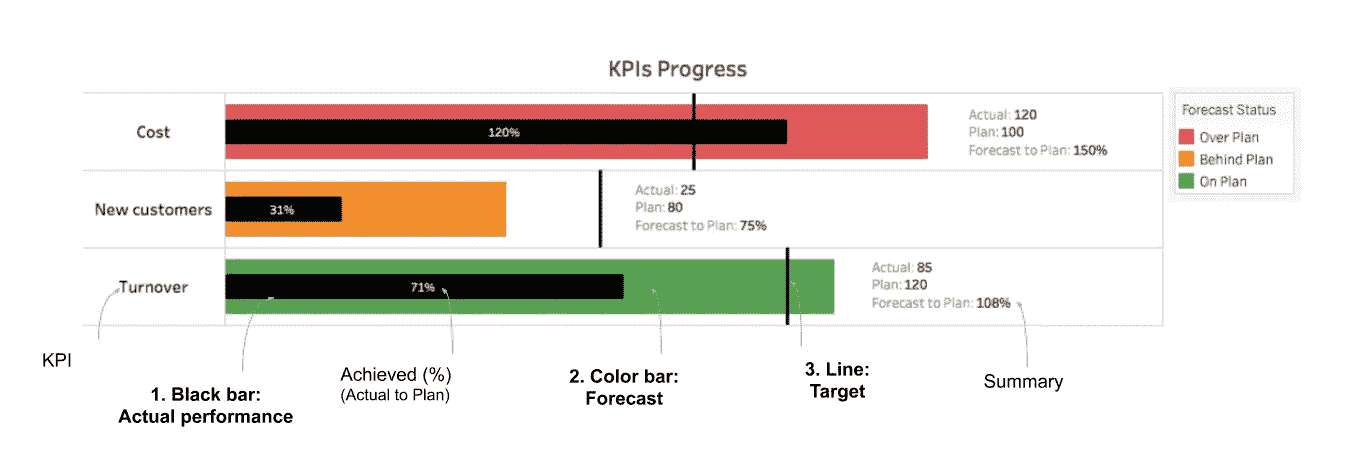 KPIs Progress
Cost
120%
Actual: 120
Plan: 100
Forecast to Plan: 150%
Forecast Status
Over Plan
Behind Plan
On Plan
New customers
31%
Actual: 25
Plan: 80
Forecast to Plan: 75%
Turnover
71%
Actual: 85
Plan: 120
Forecast to Plan: 108%
KPI
1. Black bar:
Actual performance
Achieved (%)
(Actual to Plan)
2. Color bar:
Forecast
3. Line:
Target
Summary